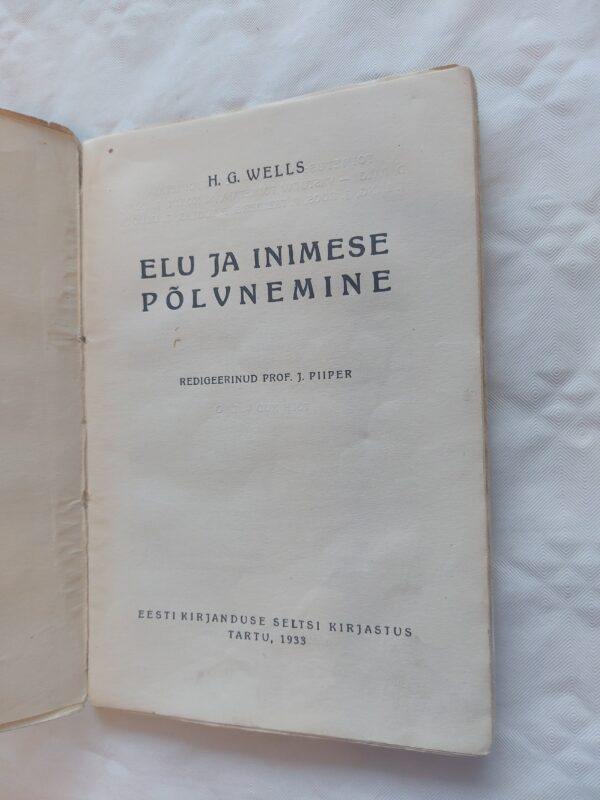 H. G. WELLS
ELU JA INIMESE
PÕLVNEMINE
REDIGEERINUD PROF. J. PIIPER
EESTI KIRJANDUSE SELTSI KIRJASTUS
TARTU, 1933